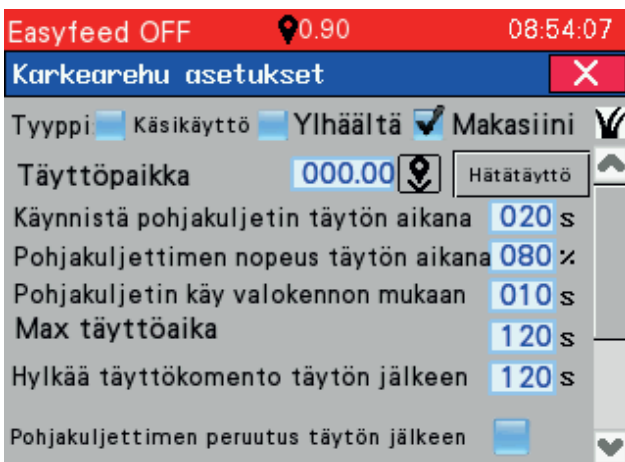 Easyfeed OFF 0.90 08:54:07
Karkearehu asetukset X
Tyyppi: Käsikäyttö Ylhäältä Makasiini
Täyttöpaikka 000.00 Hätätäyttö
Käynnistä pohjakuljetin täytön aikana 020 s
Pohjakuljettimen nopeus täytön aikana 080 %
Pohjakuljetin käy valokennon mukaan 010 s
Max täyttöaika 120 s
Hylkää täyttökomento täytön jälkeen 120 s
Pohjakuljettimen peruutus täytön jälkeen